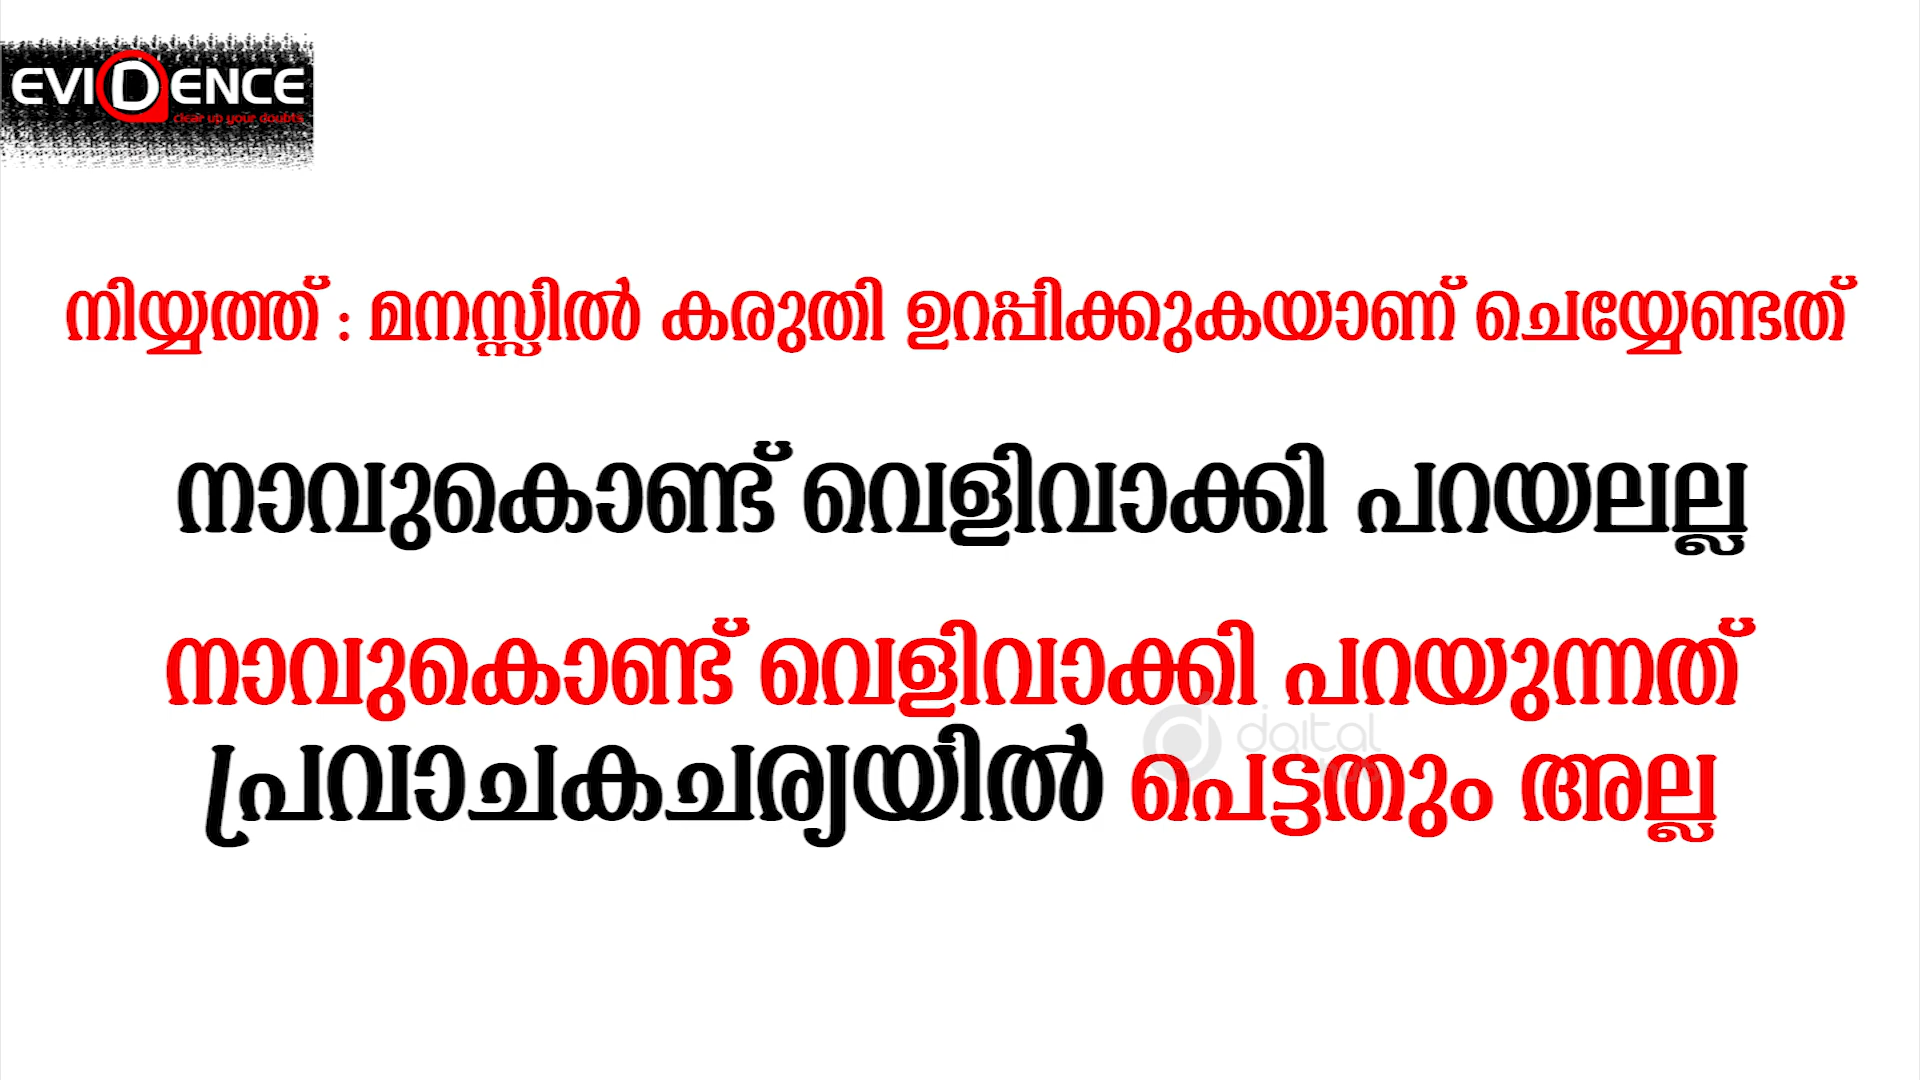 EVIDENCE
clear up your doubts
നിയ്യത്ത് : മനസ്സിൽ കരുതി ഉറപ്പിക്കുകയാണ് ചെയ്യേണ്ടത്
നാവുകൊണ്ട് വെളിവാക്കി പറയലല്ല
നാവുകൊണ്ട് വെളിവാക്കി പറയുന്നത്
പ്രവാചകചര്യയിൽ പെട്ടതും അല്ല